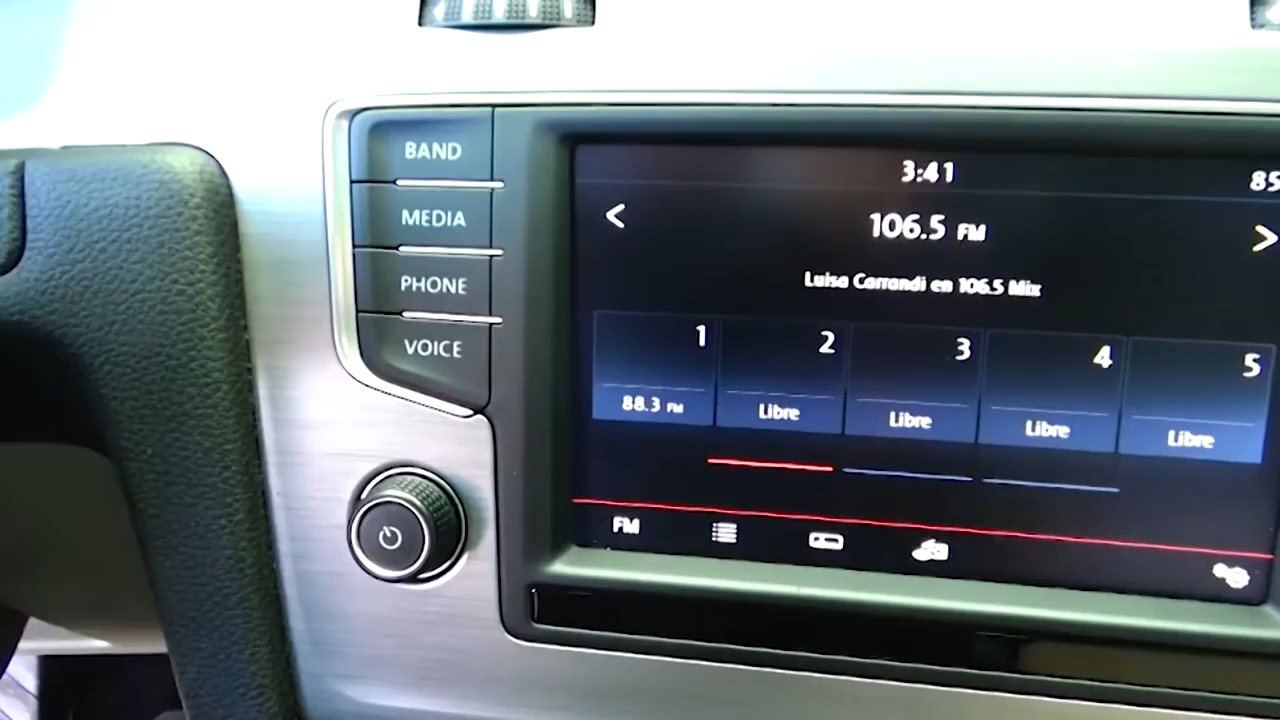 BAND
MEDIA
PHONE
VOICE
3:41
85
106.5 FM
Luisa Carrandi en 106.5 Mix
1 2 3 4 5
88.3 FM Libre Libre Libre Libre
FM